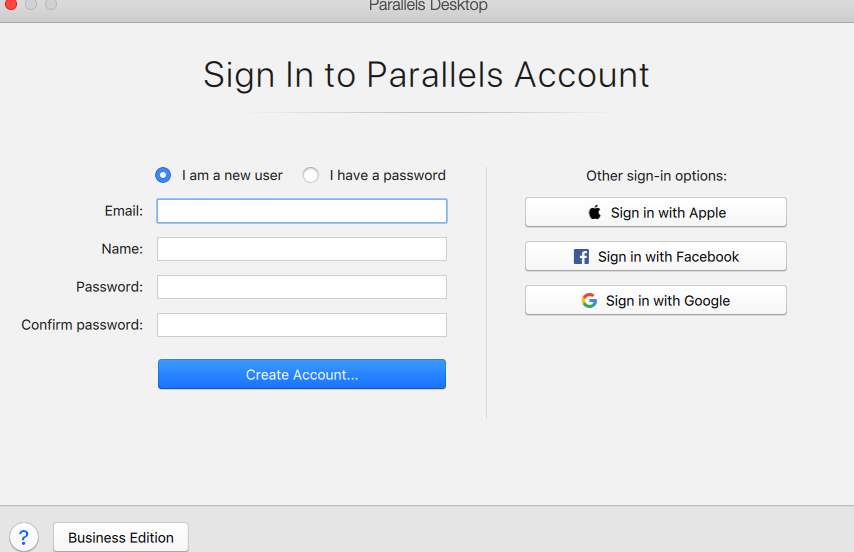 Parallels Desktop
Sign In to Parallels Account
I am a new user
I have a password
Email:
Name:
Password:
Confirm password:
Create Account...
Other sign-in options:
Sign in with Apple
Sign in with Facebook
Sign in with Google
?
Business Edition